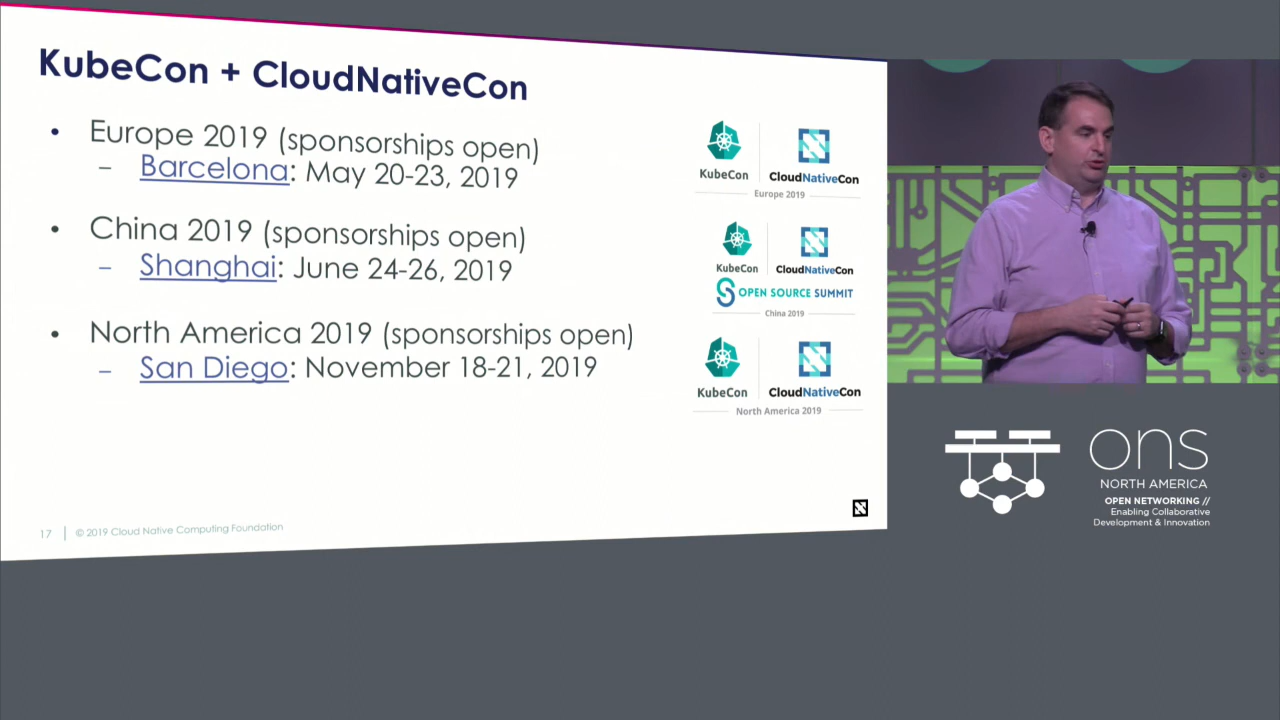 KubeCon + CloudNativeCon
• Europe 2019 (sponsorships open)
– Barcelona: May 20-23, 2019
• China 2019 (sponsorships open)
– Shanghai: June 24-26, 2019
• North America 2019 (sponsorships open)
– San Diego: November 18-21, 2019
KubeCon
CloudNativeCon
Europe 2019
KubeCon
CloudNativeCon
OPEN SOURCE SUMMIT
China 2019
KubeCon
CloudNativeCon
North America 2019
17 | © 2019 Cloud Native Computing Foundation
ons
NORTH AMERICA
OPEN NETWORKING //
Enabling Collaborative
Development & Innovation